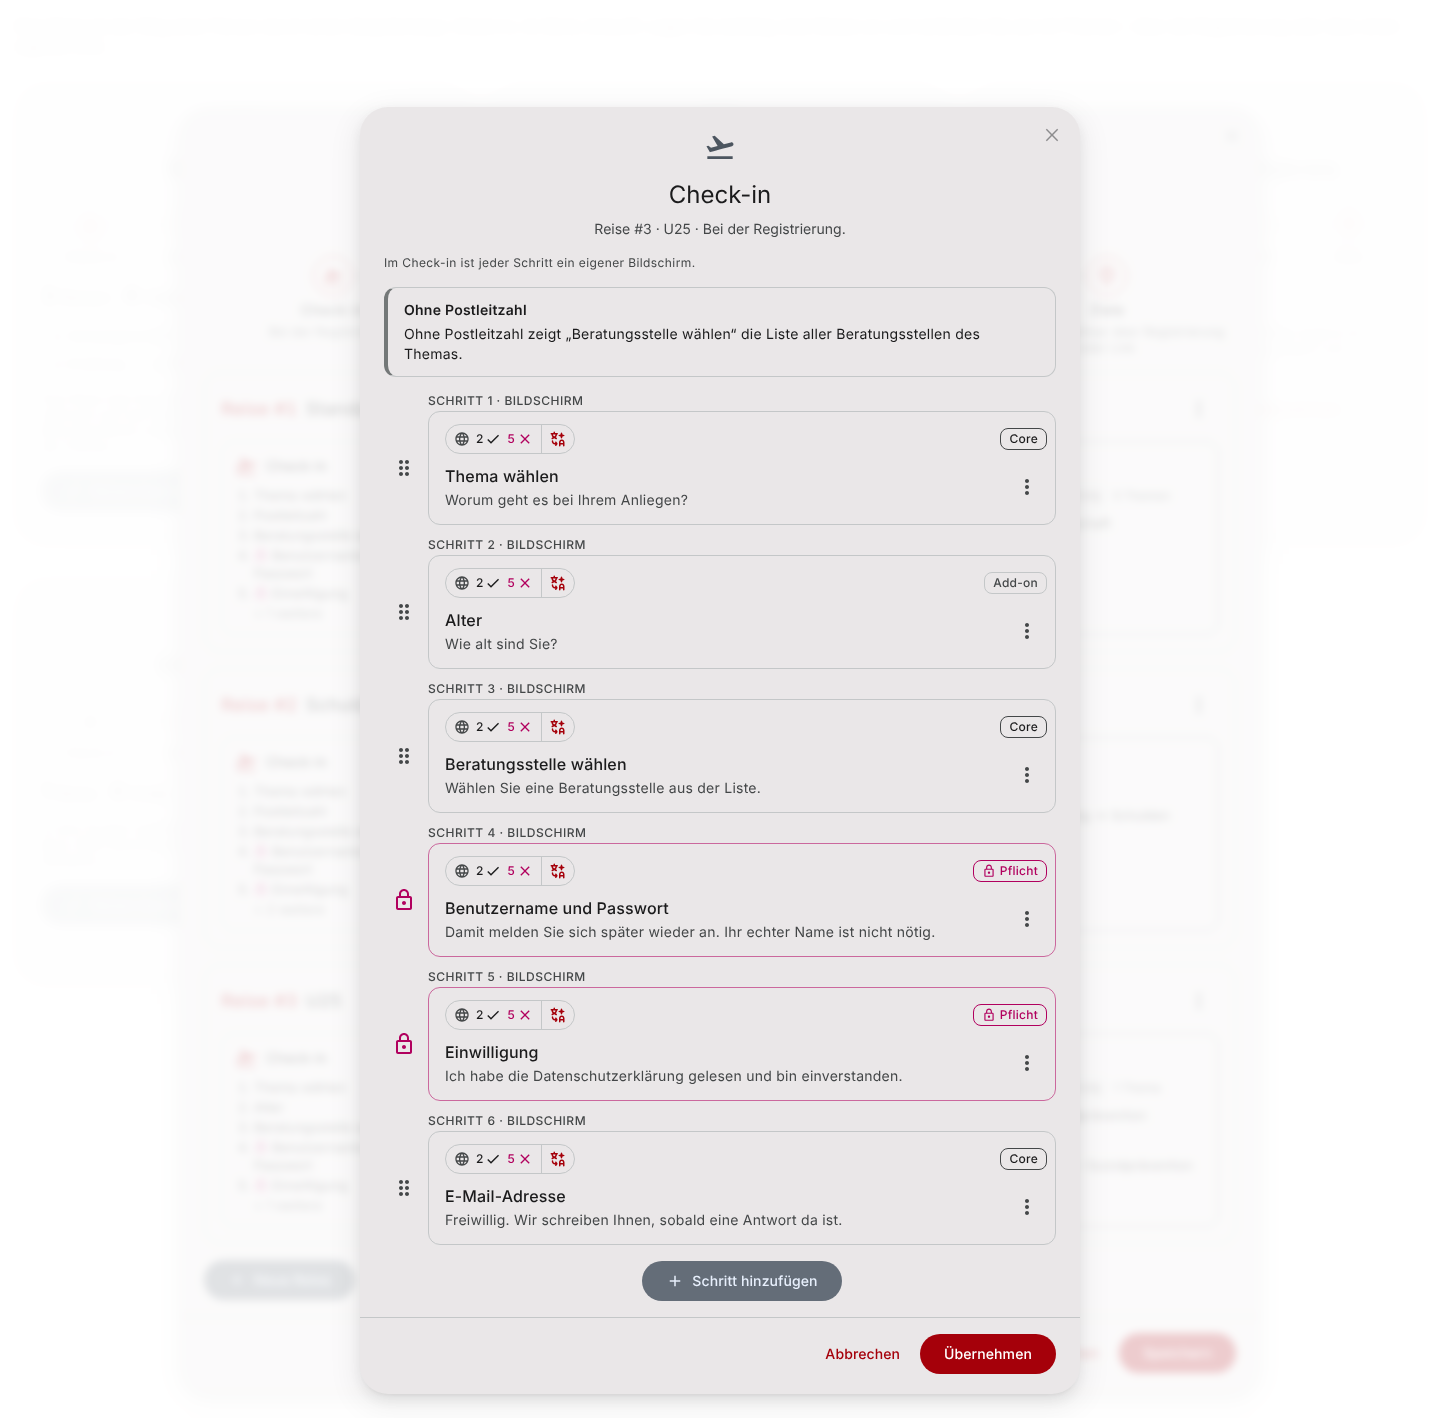 Check-in
Reise #3 · U25 · Bei der Registrierung.
Im Check-in ist jeder Schritt ein eigener Bildschirm.
Ohne Postleitzahl
Ohne Postleitzahl zeigt „Beratungsstelle wählen“ die Liste aller Beratungsstellen des
Themas.
SCHRITT 1 · BILDSCHIRM
2 5 Core
Thema wählen
Worum geht es bei Ihrem Anliegen?
SCHRITT 2 · BILDSCHIRM
2 5 Add-on
Alter
Wie alt sind Sie?
SCHRITT 3 · BILDSCHIRM
2 5 Core
Beratungsstelle wählen
Wählen Sie eine Beratungsstelle aus der Liste.
SCHRITT 4 · BILDSCHIRM
2 5 Pflicht
Benutzername und Passwort
Damit melden Sie sich später wieder an. Ihr echter Name ist nicht nötig.
SCHRITT 5 · BILDSCHIRM
2 5 Pflicht
Einwilligung
Ich habe die Datenschutzerklärung gelesen und bin einverstanden.
SCHRITT 6 · BILDSCHIRM
2 5 Core
E-Mail-Adresse
Freiwillig. Wir schreiben Ihnen, sobald eine Antwort da ist.
Schritt hinzufügen
Abbrechen Übernehmen